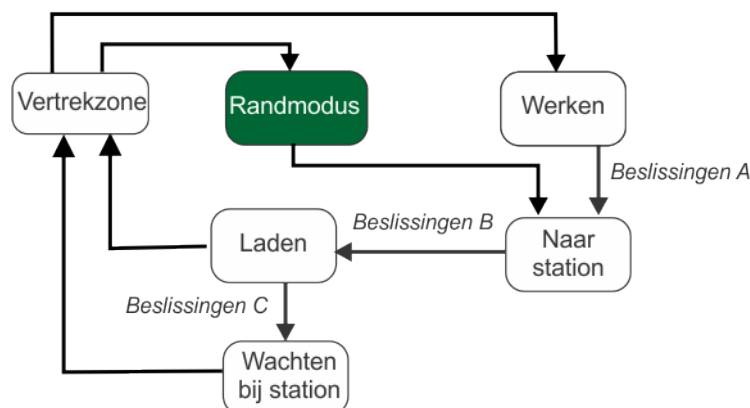 Vertrekzone
Randmodus
Werken
Beslissingen A
Beslissingen B
Laden
Naar
station
Beslissingen C
Wachten
bij station